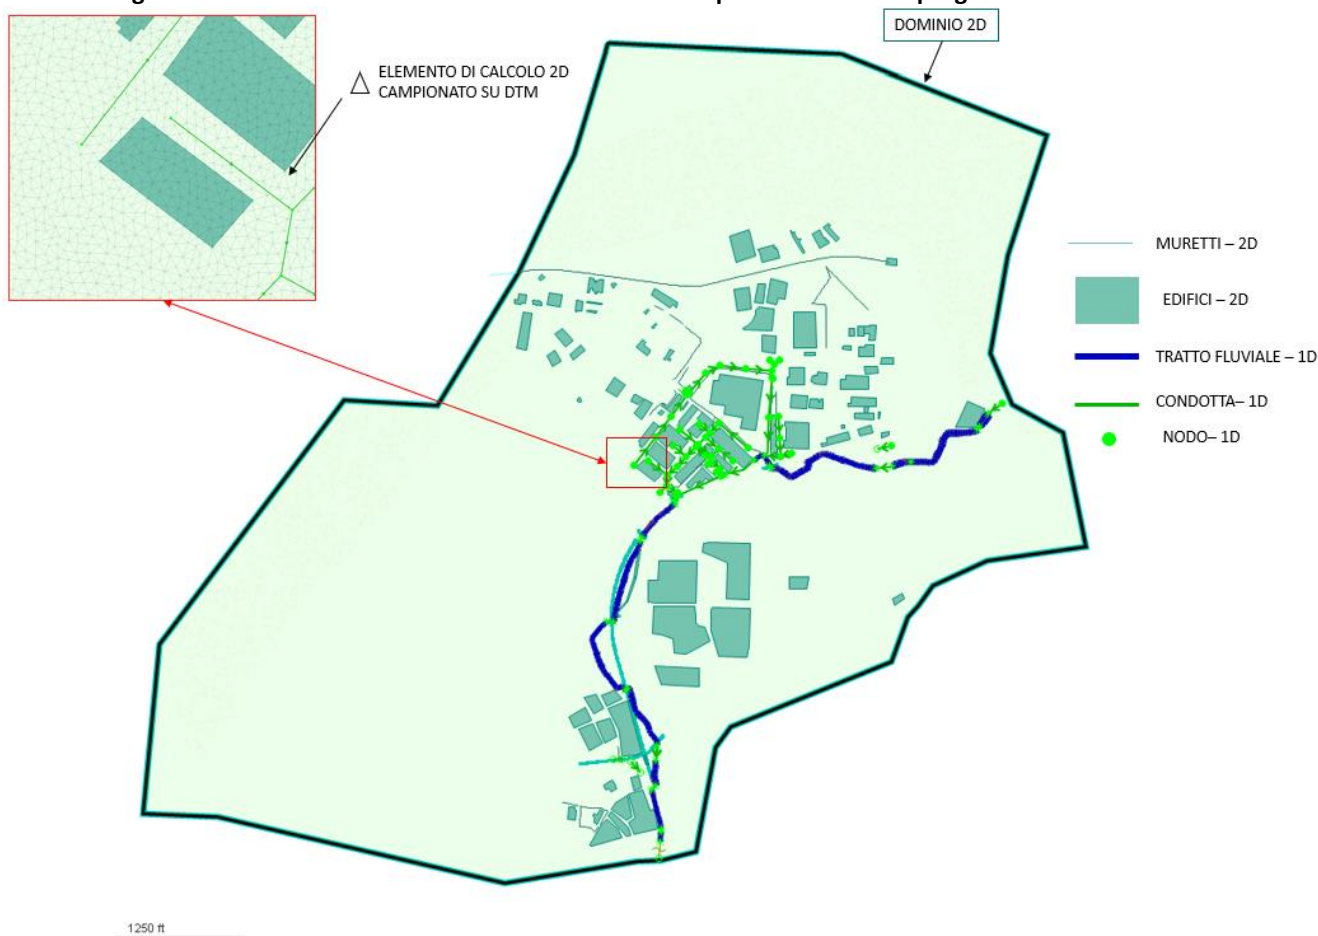 DOMINIO 2D
ELEMENTO DI CALCOLO 2D
CAMPIONATO SU DTM
MURETTI – 2D
EDIFICI – 2D
TRATTO FLUVIALE – 1D
CONDOTTA– 1D
NODO– 1D
1250 ft